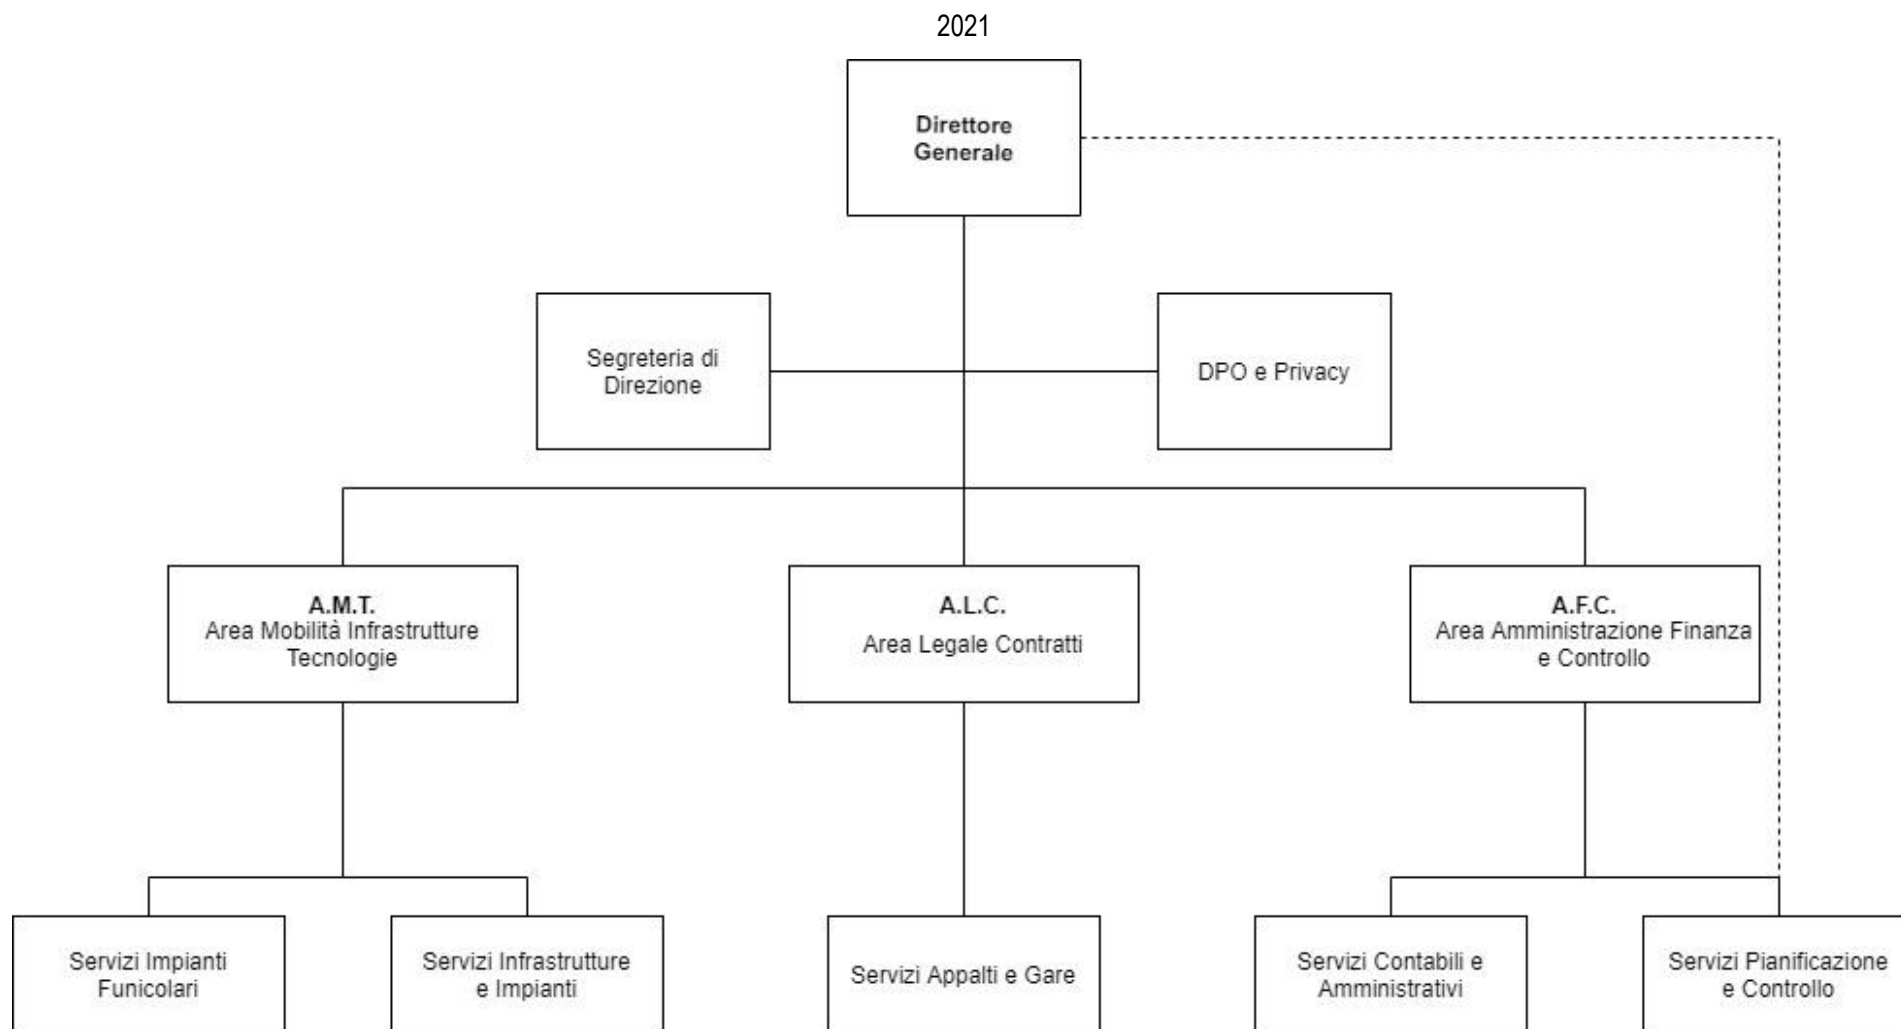 2021
Direttore
Generale
Segreteria di
Direzione
DPO e Privacy
A.M.T.
Area Mobilità Infrastrutture
Tecnologie
A.L.C.
Area Legale Contratti
A.F.C.
Area Amministrazione Finanza
e Controllo
Servizi Impianti
Funicolari
Servizi Infrastrutture
e Impianti
Servizi Appalti e Gare
Servizi Contabili e
Amministrativi
Servizi Pianificazione
e Controllo